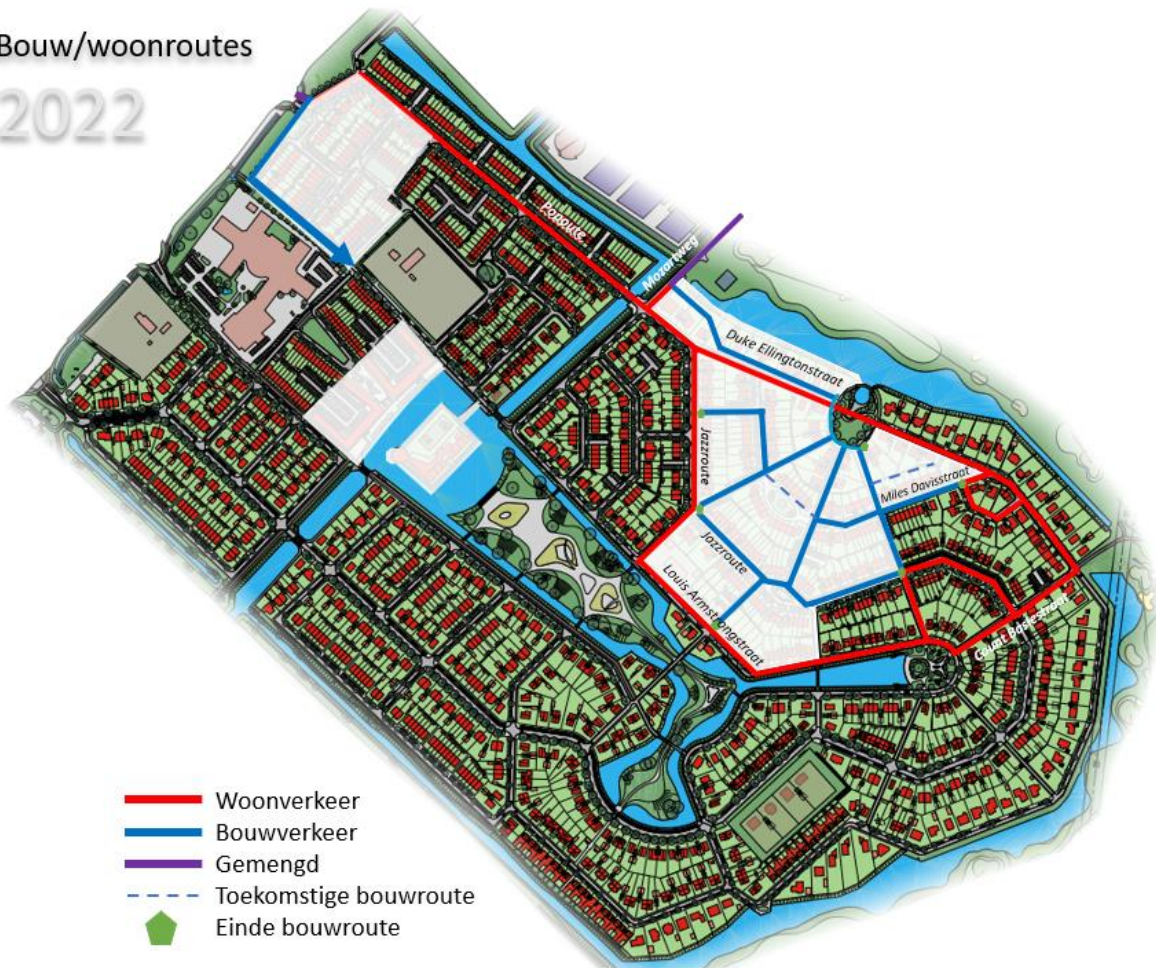 Bouw/woonroutes
2022
Poproute
Mozartweg
Duke Ellingtonstraat
Jazzroute
Miles Davisstraat
Jazzroute
Louis Armstrongstraat
Count Basiestraat
Woonverkeer
Bouwverkeer
Gemengd
Toekomstige bouwroute
Einde bouwroute